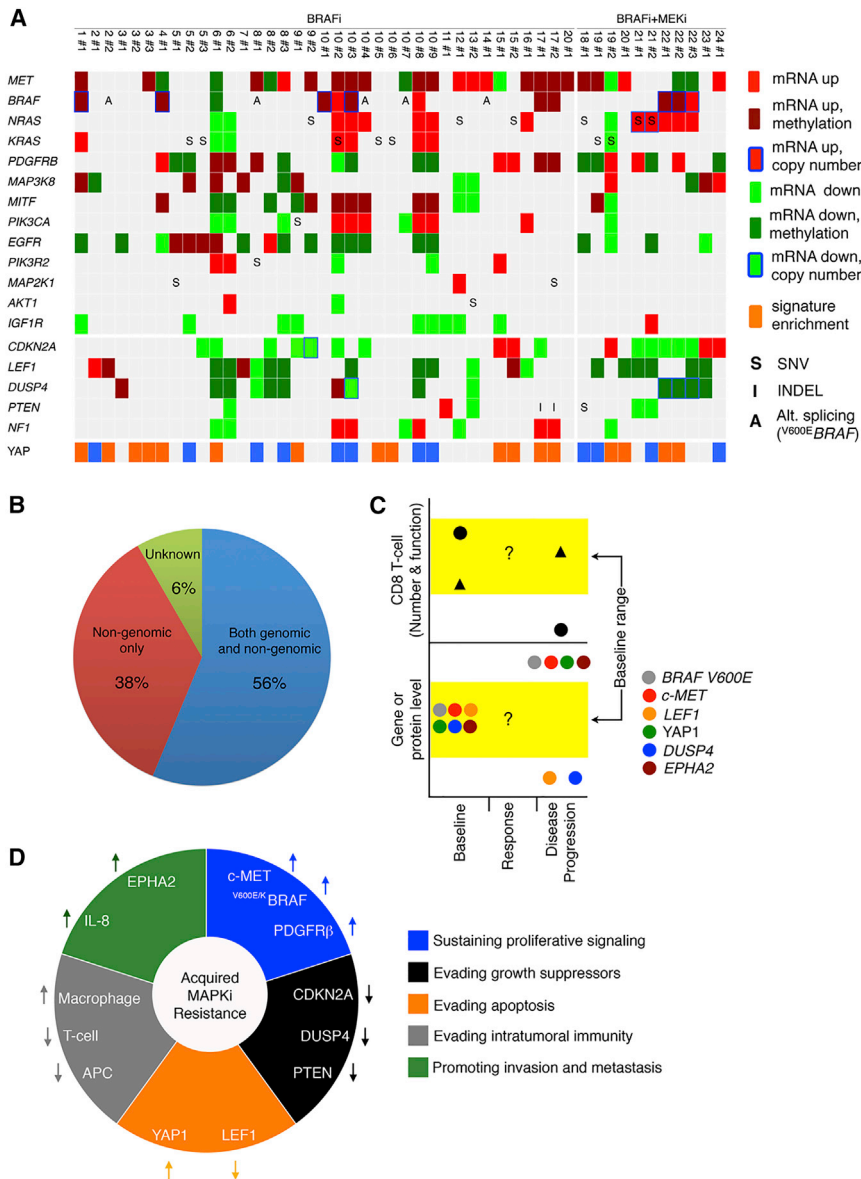 A
BRAFi
BRAFi+MEKi
1 #1
2 #1
2 #2
3 #1
3 #2
3 #3
4 #1
5 #1
5 #2
5 #3
6 #1
6 #2
7 #1
8 #1
8 #2
8 #3
9 #1
9 #2
10 #1
10 #2
10 #3
10 #4
10 #5
10 #6
10 #7
10 #8
10 #9
11 #1
12 #1
13 #1
14 #1
15 #1
15 #2
16 #1
17 #1
17 #2
20 #1
18 #1
19 #1
19 #2
20 #1
21 #1
21 #2
22 #1
22 #2
22 #3
23 #1
24 #1
MET
BRAF A A A A A
NRAS S S S S S
KRAS S S S S S S S
PDGFRB
MAP3K8
MITF
PIK3CA S
EGFR
PIK3R2 S
MAP2K1 S S
AKT1 S
IGF1R
CDKN2A
LEF1
DUSP4
PTEN I I S
NF1
YAP
mRNA up
mRNA up,
methylation
mRNA up,
copy number
mRNA down
mRNA down,
methylation
mRNA down,
copy number
signature
enrichment
S SNV
I INDEL
A Alt. splicing
(V600EBRAF)
B
Unknown
6%
Non-genomic
only
38%
Both genomic
and non-genomic
56%
C
CD8 T-cell
(Number & function)
?
Gene or
protein level
?
Baseline range
Baseline
Response
Disease
Progression
BRAF V600E
c-MET
LEF1
YAP1
DUSP4
EPHA2
D
EPHA2
IL-8
c-MET
V600E/K BRAF
PDGFRβ
Macrophage
T-cell
APC
Acquired
MAPKi
Resistance
CDKN2A
DUSP4
PTEN
YAP1
LEF1
Sustaining proliferative signaling
Evading growth suppressors
Evading apoptosis
Evading intratumoral immunity
Promoting invasion and metastasis